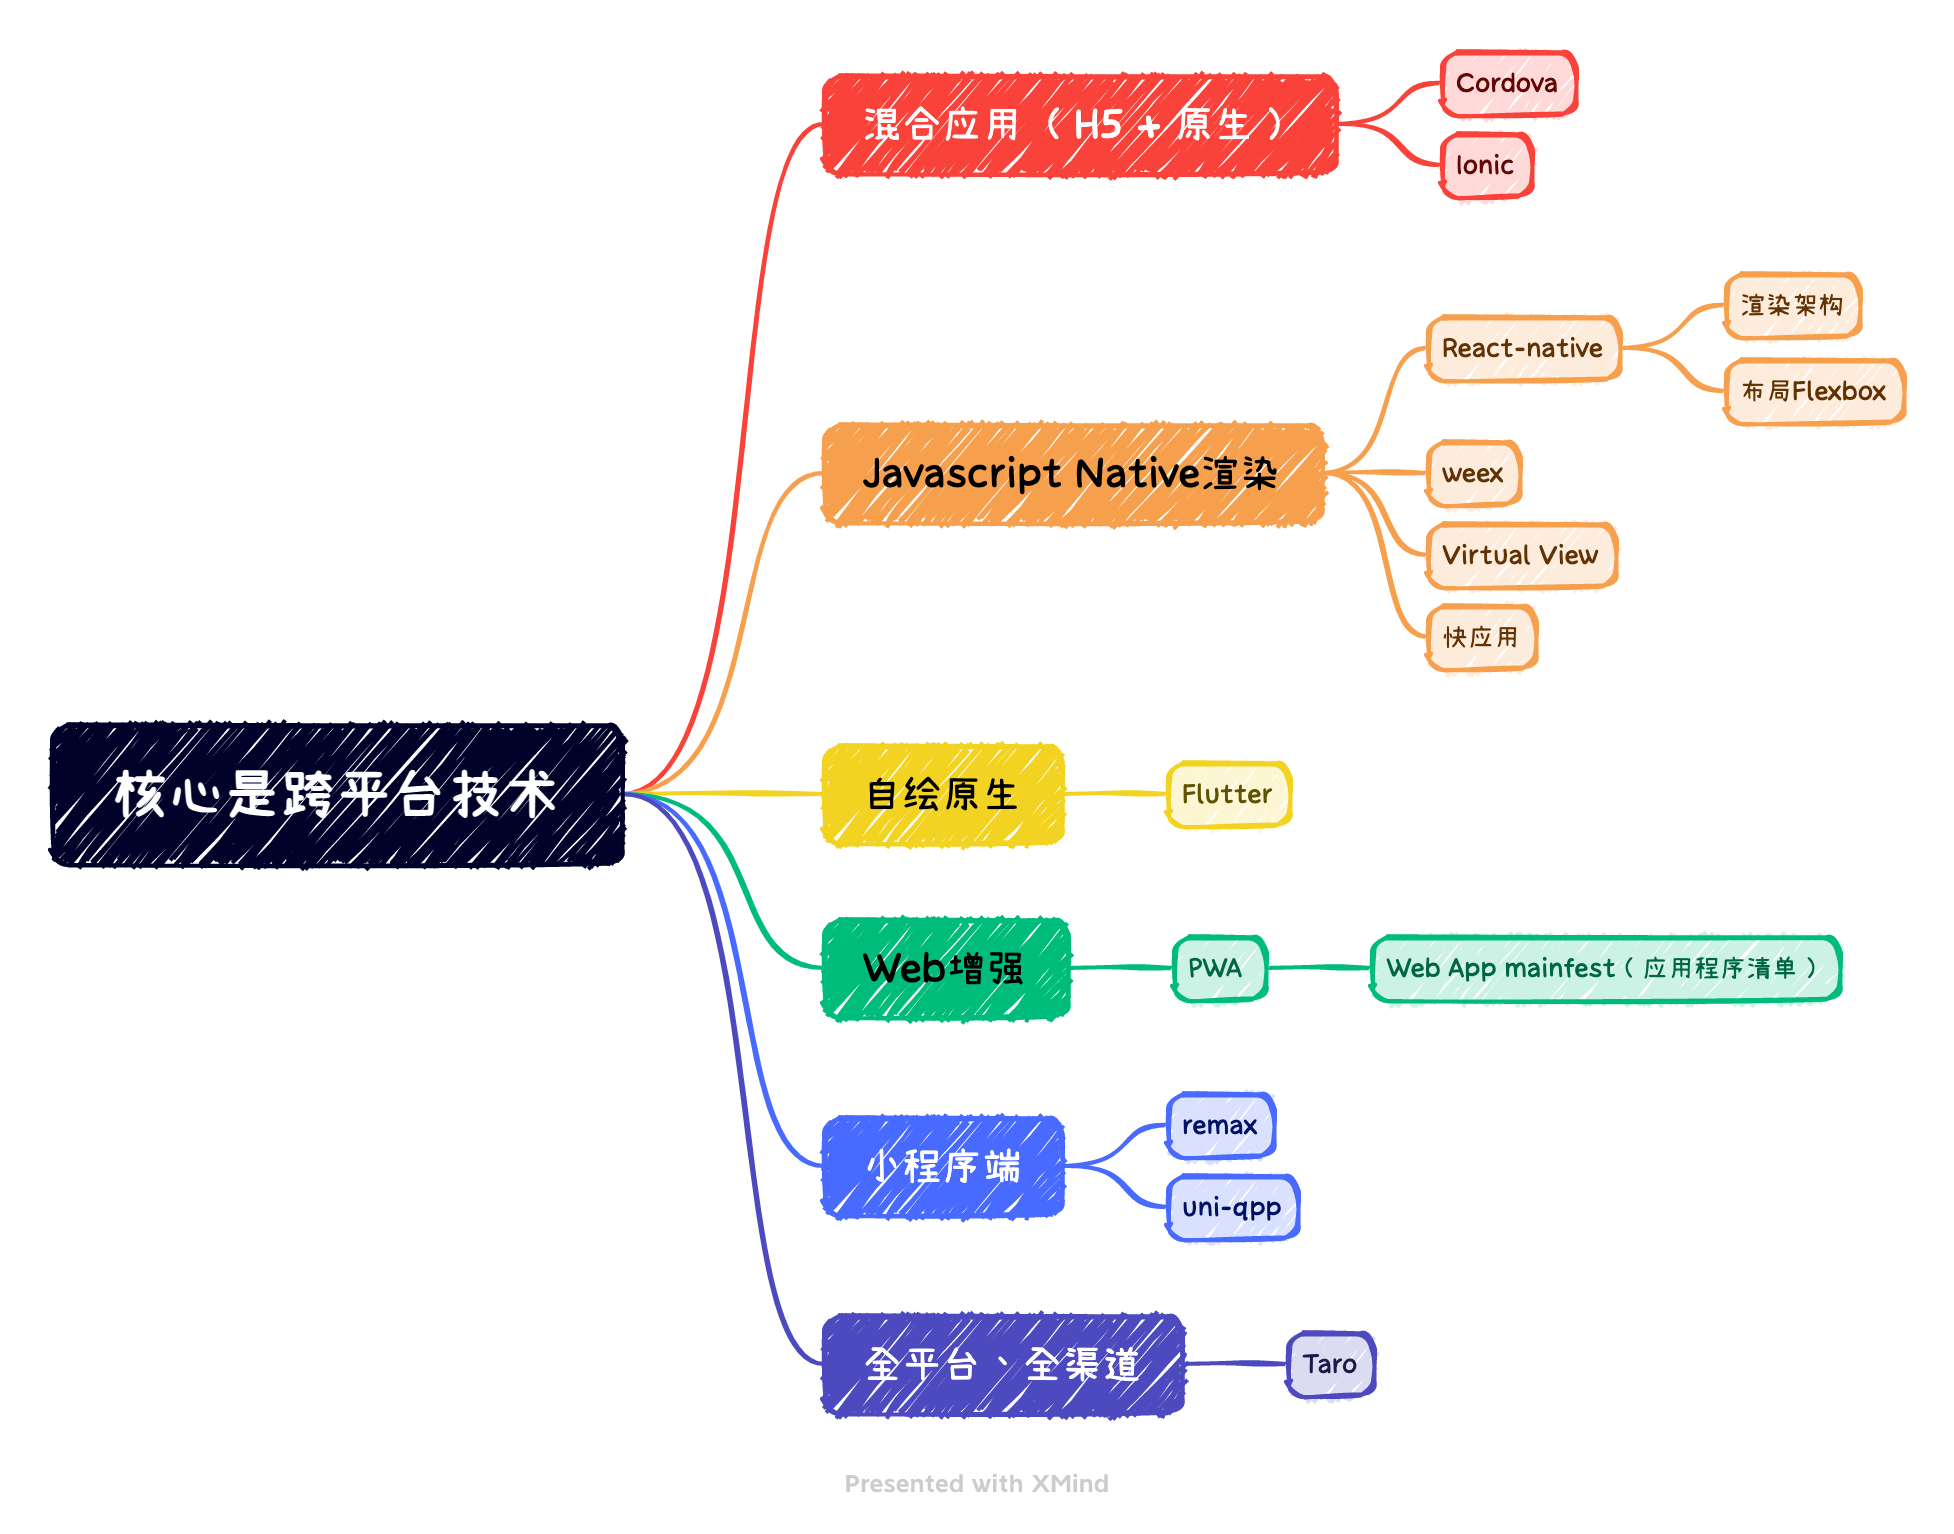 核心是跨平台技术
混合应用（H5 + 原生）
Cordova
Ionic
Javascript Native渲染
React-native
渲染架构
布局Flexbox
weex
Virtual View
快应用
自绘原生
Flutter
Web增强
PWA
Web App mainfest（应用程序清单）
小程序端
remax
uni-qpp
全平台、全渠道
Taro
Presented with XMind